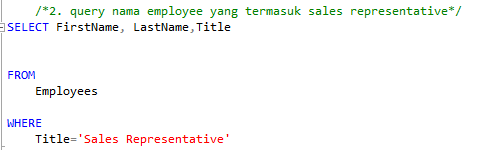 /*2. query nama employee yang termasuk sales representative*/
SELECT FirstName, LastName,Title
FROM
Employees
WHERE
Title='Sales Representative'